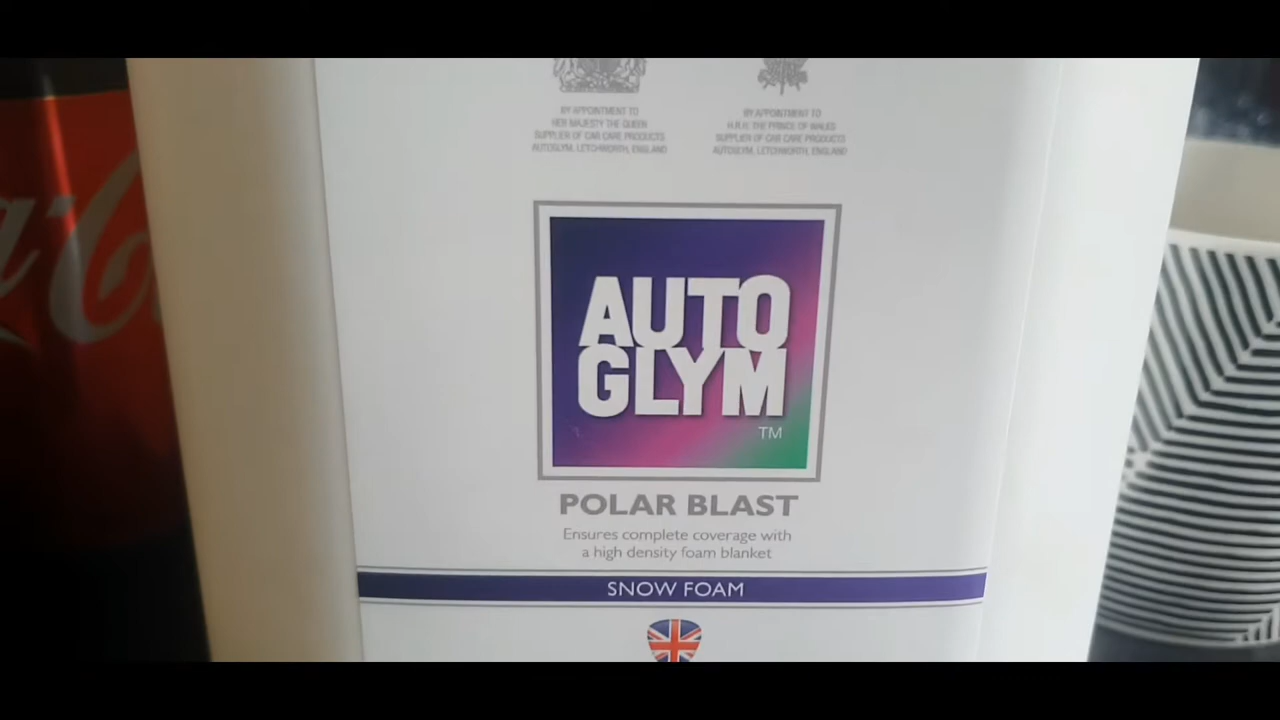 BY APPOINTMENT TO
HER MAJESTY THE QUEEN
SUPPLIER OF CAR CARE PRODUCTS
AUTOGLYM, LETCHWORTH, ENGLAND
BY APPOINTMENT TO
H.R.H. THE PRINCE OF WALES
SUPPLIER OF CAR CARE PRODUCTS
AUTOGLYM, LETCHWORTH, ENGLAND
AUTO
GLYM
TM
POLAR BLAST
Ensures complete coverage with
a high density foam blanket
SNOW FOAM